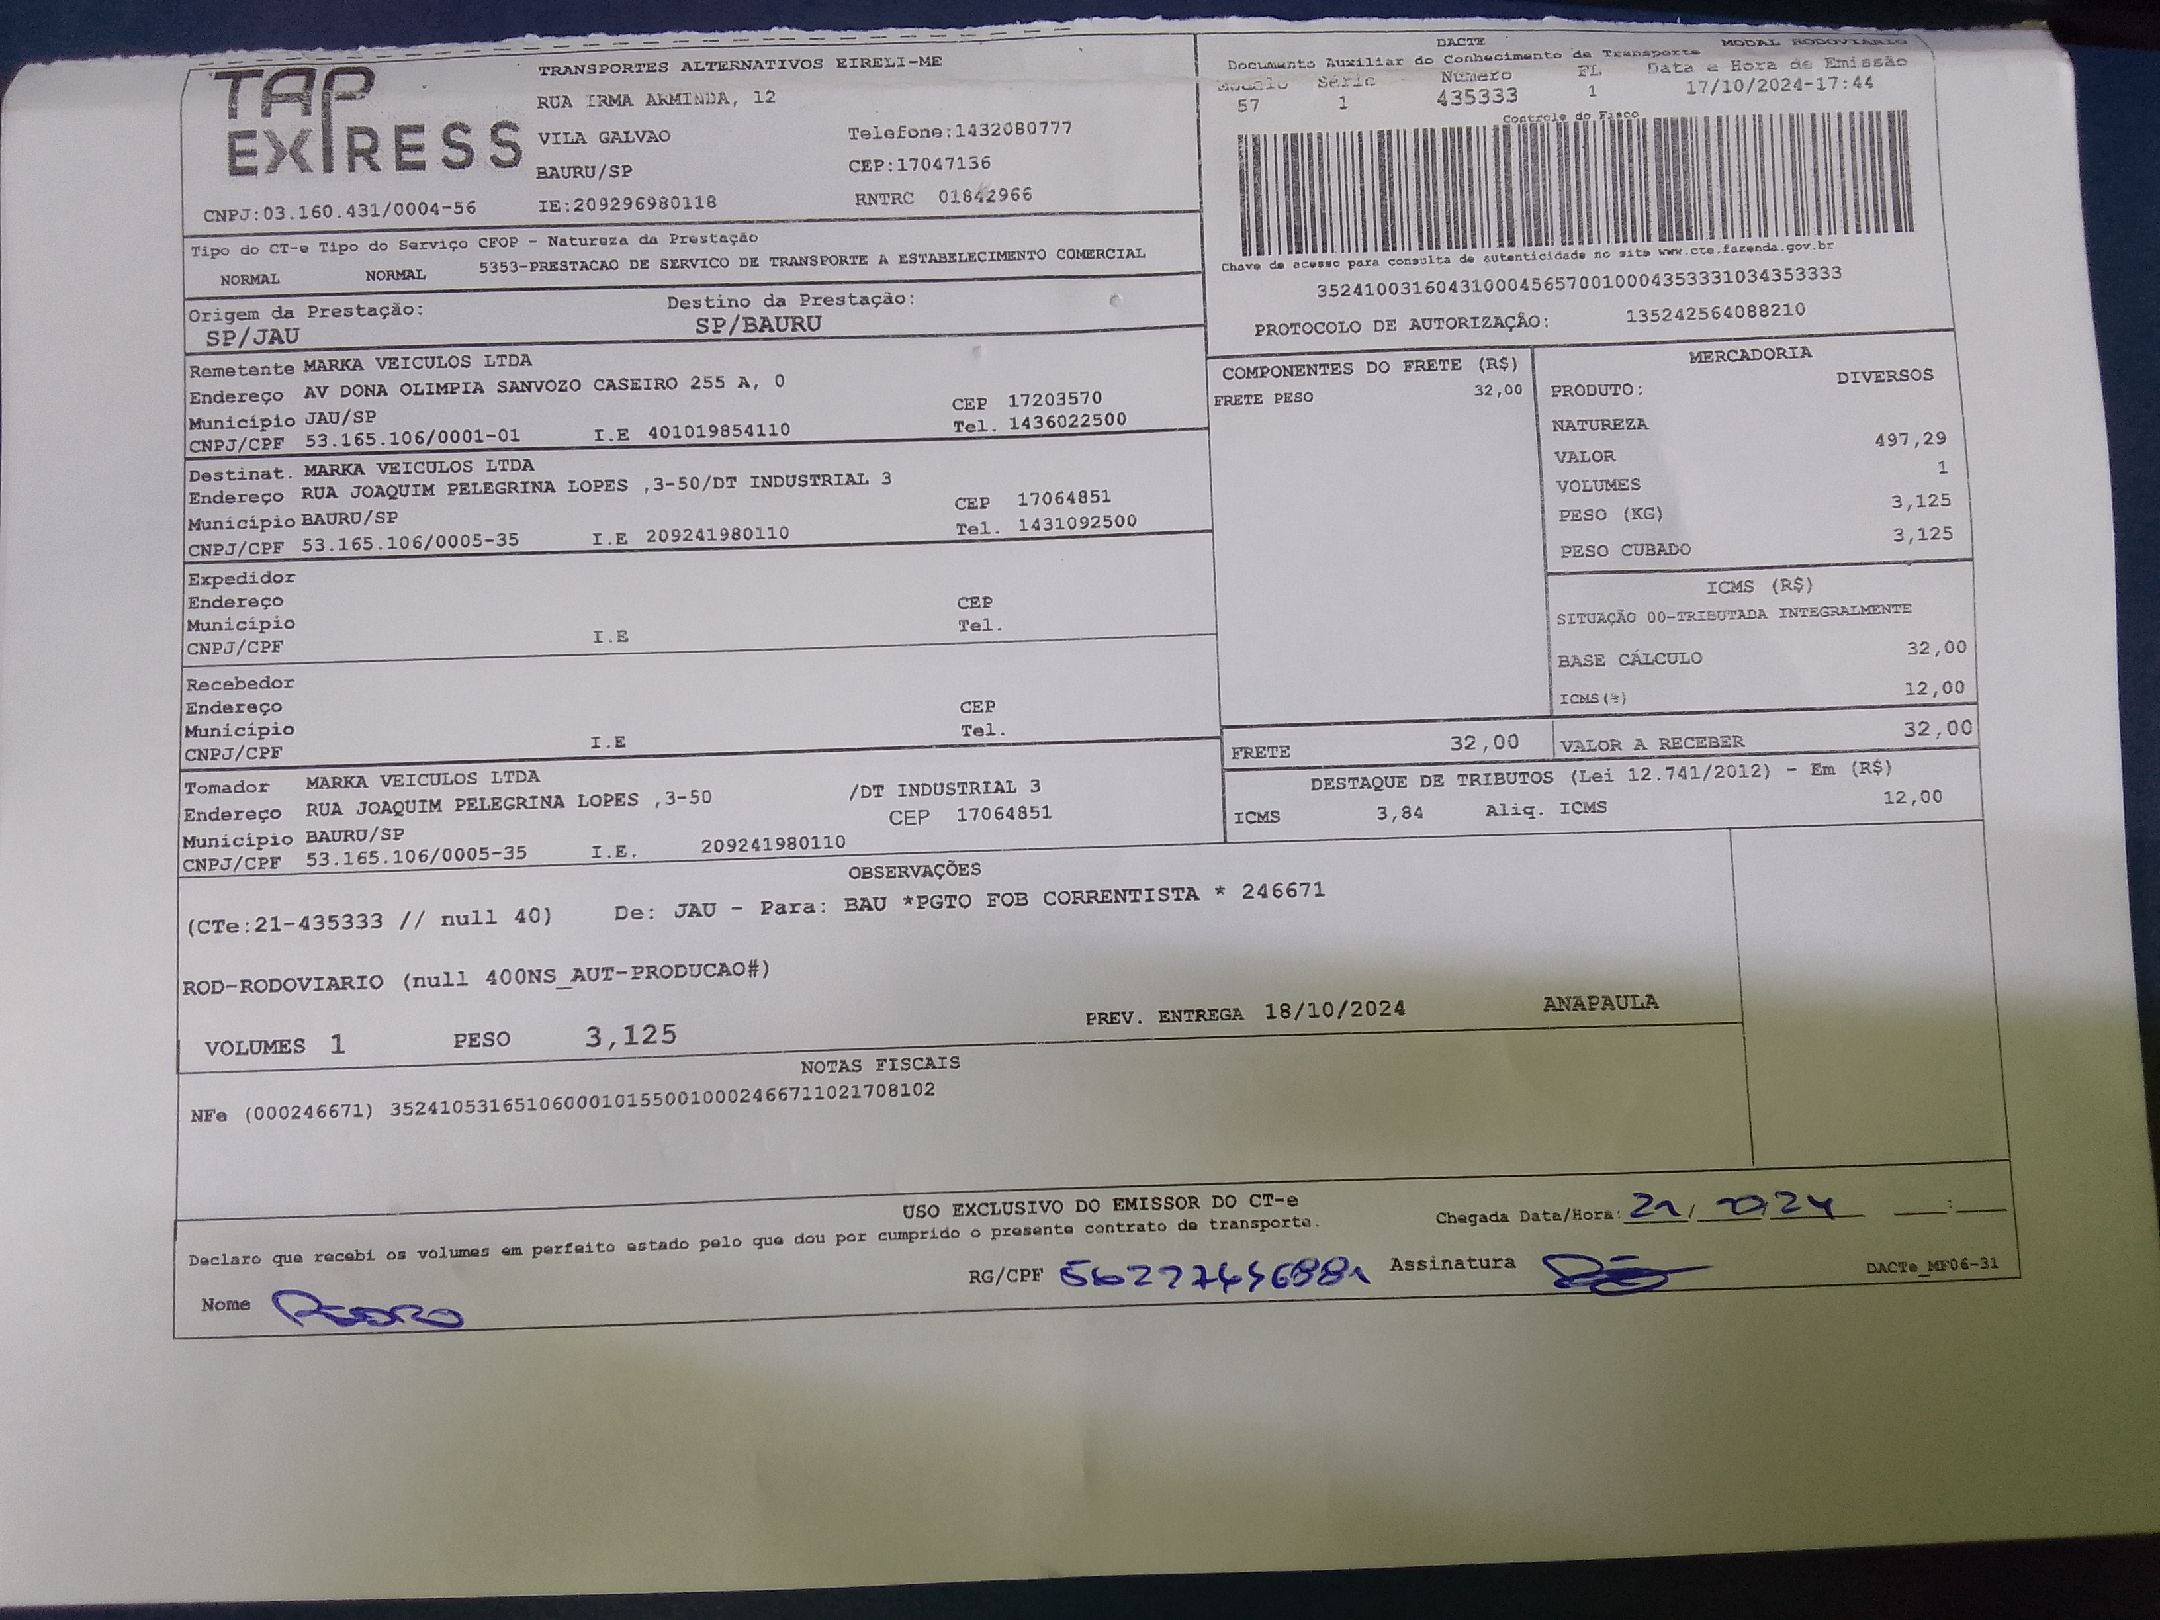 TAP
EXPRESS
TRANSPORTES ALTERNATIVOS EIRELI-ME
RUA IRMA ARMINDA, 12
VILA GALVAO Telefone:1432080777
BAURU/SP CEP:17047136
CNPJ:03.160.431/0004-56 IE:209296980118 RNTRC 01842966
DACTE MODAL RODOVIÁRIO
Documento Auxiliar do Conhecimento de Transporte
Modelo Série Número FL Data e Hora de Emissão
57 1 435333 1 17/10/2024-17:44
Controle do Fisco
Chave de acesso para consulta de autenticidade no site www.cte.fazenda.gov.br
35241003160431000456570010004353331034353333
PROTOCOLO DE AUTORIZAÇÃO: 135242564088210
Tipo do CT-e Tipo do Serviço CFOP - Natureza da Prestação
NORMAL NORMAL 5353-PRESTACAO DE SERVICO DE TRANSPORTE A ESTABELECIMENTO COMERCIAL
Origem da Prestação: Destino da Prestação:
SP/JAU SP/BAURU
Remetente MARKA VEICULOS LTDA
Endereço AV DONA OLIMPIA SANVOZO CASEIRO 255 A, 0
Município JAU/SP CEP 17203570
CNPJ/CPF 53.165.106/0001-01 I.E 401019854110 Tel. 1436022500
Destinat. MARKA VEICULOS LTDA
Endereço RUA JOAQUIM PELEGRINA LOPES ,3-50/DT INDUSTRIAL 3
Município BAURU/SP CEP 17064851
CNPJ/CPF 53.165.106/0005-35 I.E 209241980110 Tel. 1431092500
Expedidor
Endereço CEP
Município Tel.
CNPJ/CPF I.E
Recebedor
Endereço CEP
Município Tel.
CNPJ/CPF I.E
Tomador MARKA VEICULOS LTDA
Endereço RUA JOAQUIM PELEGRINA LOPES ,3-50 /DT INDUSTRIAL 3
Município BAURU/SP CEP 17064851
CNPJ/CPF 53.165.106/0005-35 I.E. 209241980110
COMPONENTES DO FRETE (R$)
FRETE PESO 32,00
MERCADORIA
PRODUTO: DIVERSOS
NATUREZA
VALOR 497,29
VOLUMES 1
PESO (KG) 3,125
PESO CUBADO 3,125
ICMS (R$)
SITUAÇÃO 00-TRIBUTADA INTEGRALMENTE
BASE CÁLCULO 32,00
ICMS(%) 12,00
FRETE 32,00 VALOR A RECEBER 32,00
DESTAQUE DE TRIBUTOS (Lei 12.741/2012) - Em (R$)
ICMS 3,84 Aliq. ICMS 12,00
OBSERVAÇÕES
(CTe:21-435333 // null 40) De: JAU - Para: BAU *PGTO FOB CORRENTISTA * 246671
ROD-RODOVIARIO (null 400NS_AUT-PRODUCAO#)
VOLUMES 1 PESO 3,125 PREV. ENTREGA 18/10/2024 ANAPAULA
NOTAS FISCAIS
NFe (000246671) 35241053165106000101550010002466711021708102
USO EXCLUSIVO DO EMISSOR DO CT-e
Declaro que recebi os volumes em perfeito estado pelo que dou por cumprido o presente contrato de transporte. Chegada Data/Hora: 21/10/24 __:__
Nome PEDRO RG/CPF Assinatura DACTe_MF06-31